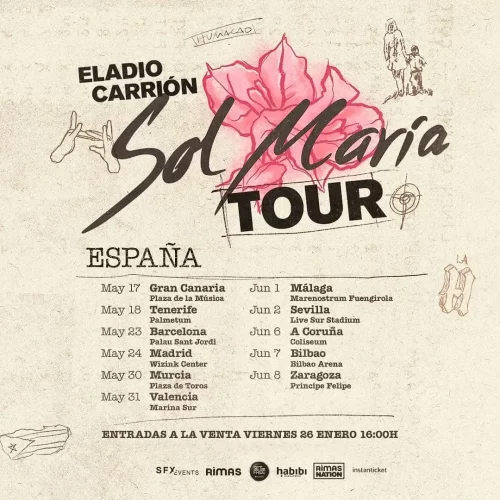 HUMACAO
ELADIO
CARRIÓN
Sol María
TOUR
LA
ESPAÑA
May 17 Gran Canaria
Plaza de la Música
May 18 Tenerife
Palmetum
May 23 Barcelona
Palau Sant Jordi
May 24 Madrid
Wizink Center
May 30 Murcia
Plaza de Toros
May 31 Valencia
Marina Sur
Jun 1 Málaga
Marenostrum Fuengirola
Jun 2 Sevilla
Live Sur Stadium
Jun 6 A Coruña
Coliseum
Jun 7 Bilbao
Bilbao Arena
Jun 8 Zaragoza
Principe Felipe
ENTRADAS A LA VENTA VIERNES 26 ENERO 16:00H
SFX EVENTS RIMAS habibi RIMAS NATION instanticket